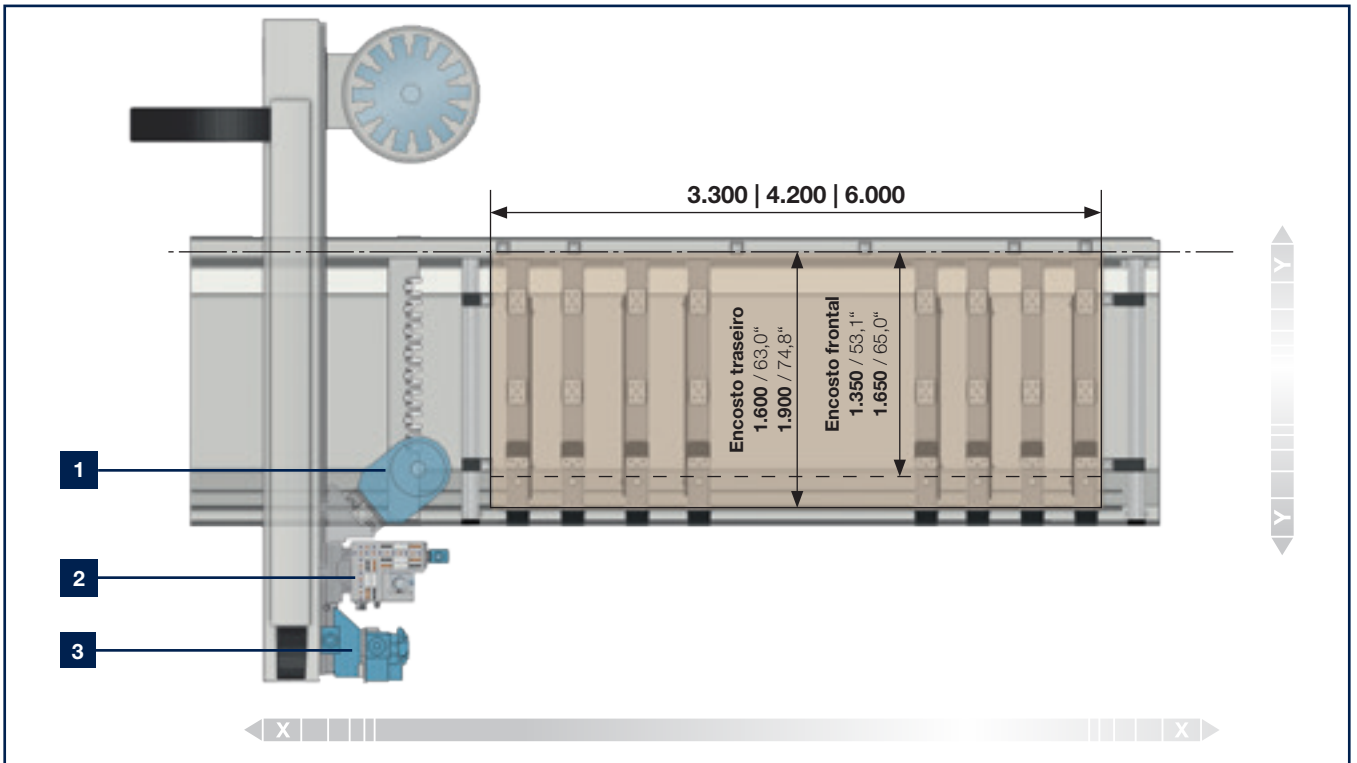 3.300 | 4.200 | 6.000
Encosto traseiro
1.600 / 63,0“
1.900 / 74,8“
Encosto frontal
1.350 / 53,1“
1.650 / 65,0“
Y
Y
1
2
3
X
X